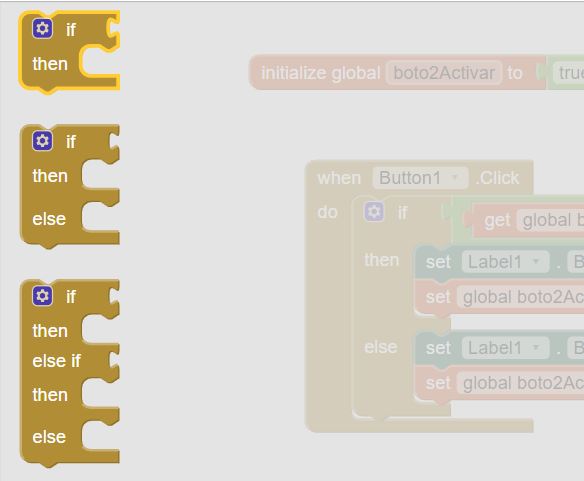 if
then
if
then
else
if
then
else if
then
else
initialize global boto2Activar to true
when Button1 .Click
do if
get global b
then set Label1 . B
set global boto2Ac
else set Label1 . B
set global boto2Ac